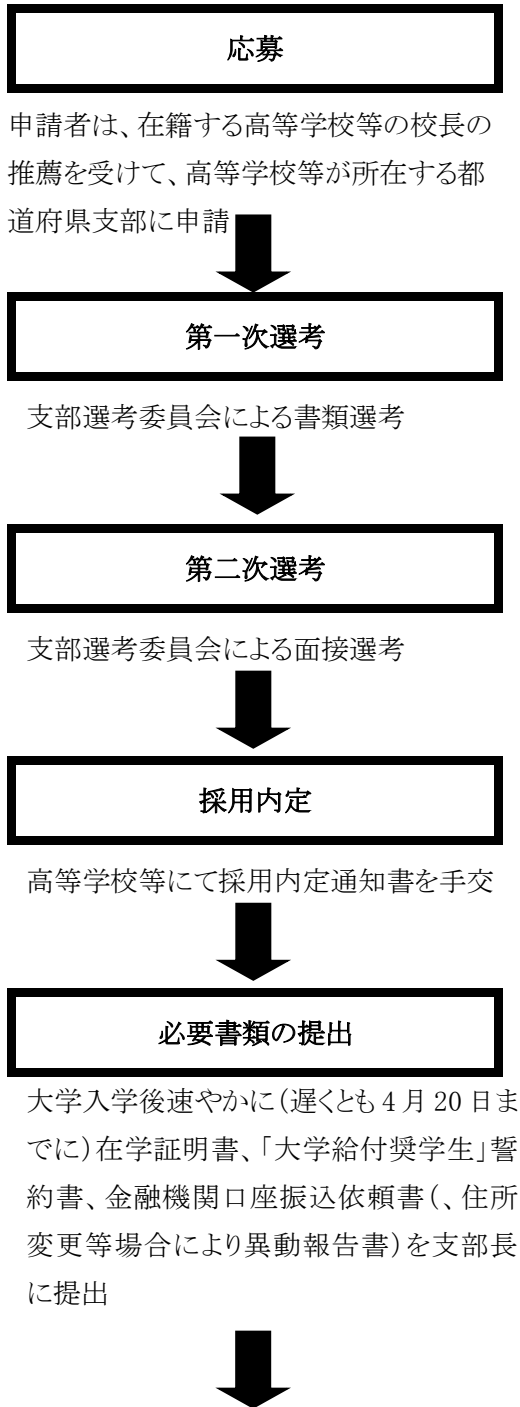 応募
申請者は、在籍する高等学校等の校長の
推薦を受けて、高等学校等が所在する都
道府県支部に申請
第一次選考
支部選考委員会による書類選考
第二次選考
支部選考委員会による面接選考
採用内定
高等学校等にて採用内定通知書を手交
必要書類の提出
大学入学後速やかに(遅くとも4月20日ま
でに)在学証明書、「大学給付奨学生」誓
約書、金融機関口座振込依頼書(、住所
変更等場合により異動報告書)を支部長
に提出